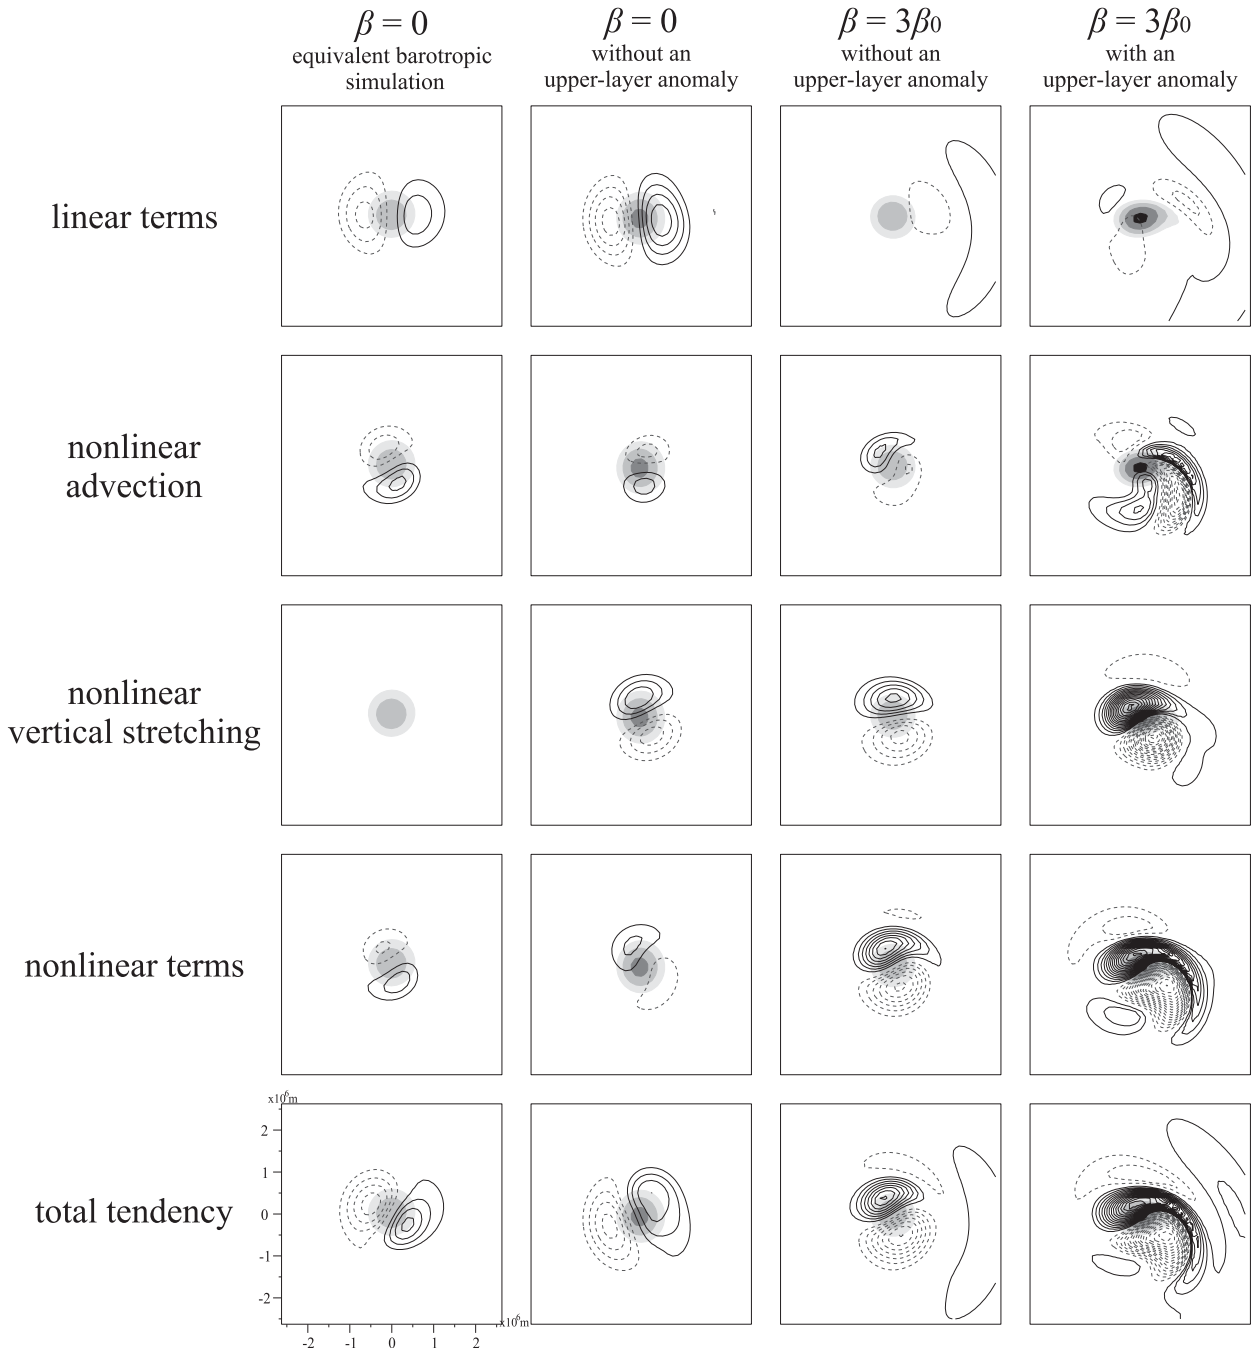 β = 0
equivalent barotropic
simulation
β = 0
without an
upper-layer anomaly
β = 3β0
without an
upper-layer anomaly
β = 3β0
with an
upper-layer anomaly
linear terms
nonlinear
advection
nonlinear
vertical stretching
nonlinear terms
total tendency
x10⁶m
2
1
0
-1
-2
-2
-1
0
1
2
x10⁶m